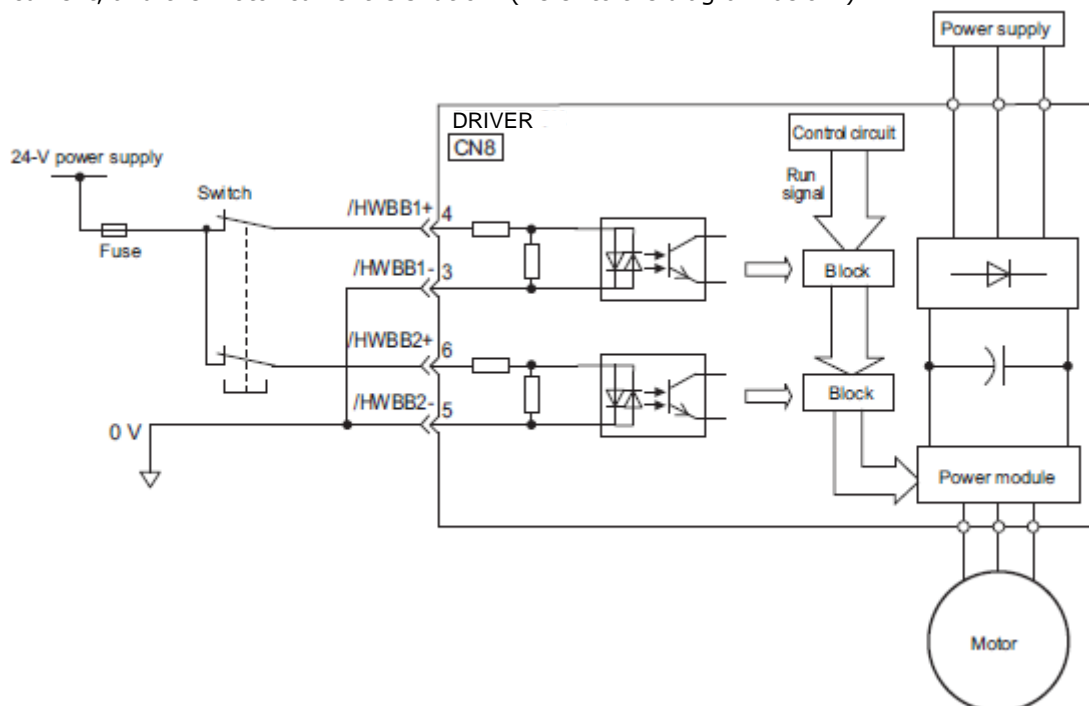 Power supply
DRIVER
CN8
Control circuit
24-V power supply
Run
signal
Switch
/HWBB1+ 4
Fuse
/HWBB1- 3
Block
/HWBB2+ 6
Block
/HWBB2- 5
0 V
Power module
Motor